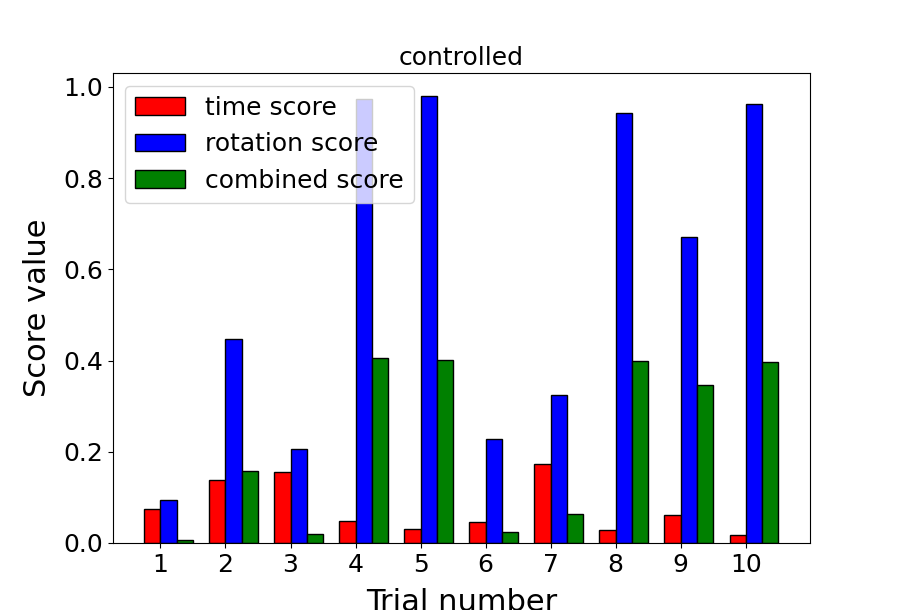 controlled
time score
rotation score
combined score
Score value
1.0
0.8
0.6
0.4
0.2
0.0
1 2 3 4 5 6 7 8 9 10
Trial number